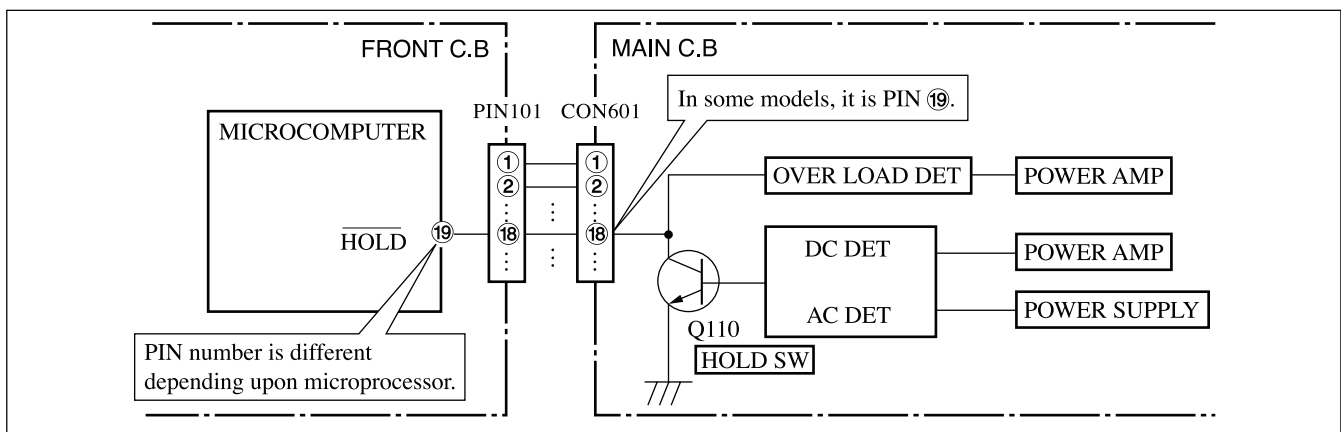 FRONT C.B
MAIN C.B
In some models, it is PIN ⑲.
PIN101
CON601
MICROCOMPUTER
① ①
② ②
HOLD
⑲ ⑱ ⑱
OVER LOAD DET
POWER AMP
DC DET
POWER AMP
AC DET
POWER SUPPLY
Q110
HOLD SW
PIN number is different
depending upon microprocessor.